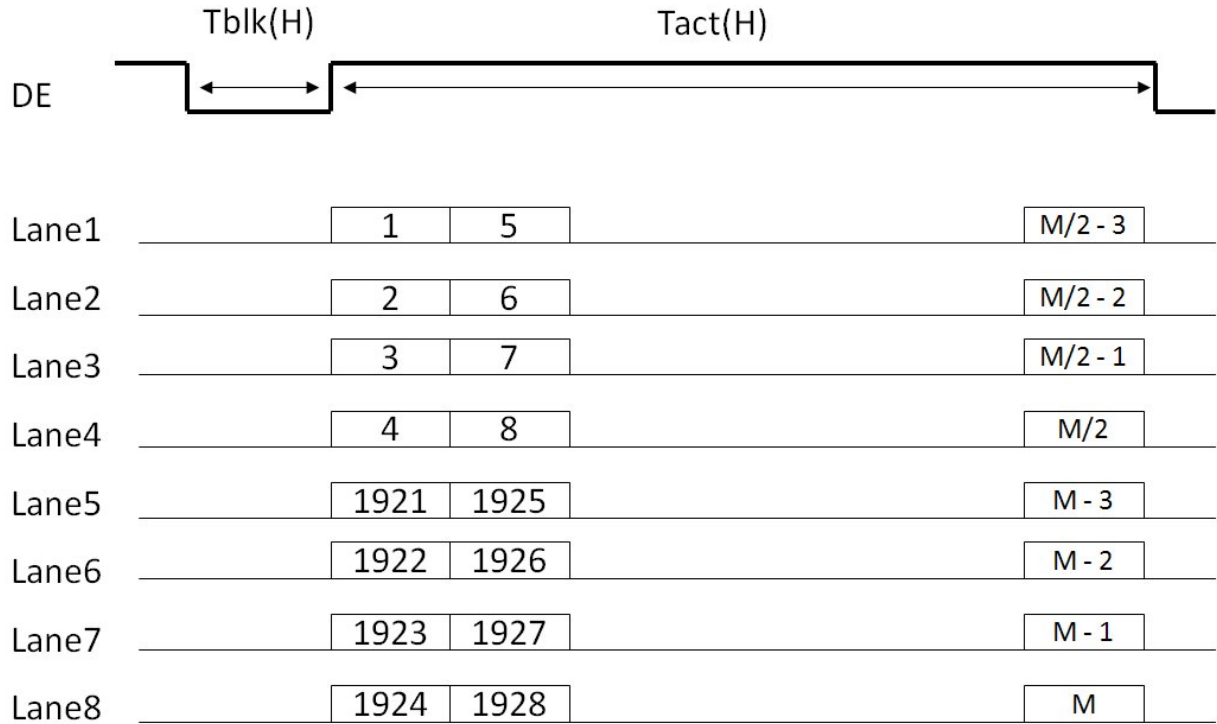 Tblk(H) Tact(H)
DE
Lane1 1 5 M/2 - 3
Lane2 2 6 M/2 - 2
Lane3 3 7 M/2 - 1
Lane4 4 8 M/2
Lane5 1921 1925 M - 3
Lane6 1922 1926 M - 2
Lane7 1923 1927 M - 1
Lane8 1924 1928 M